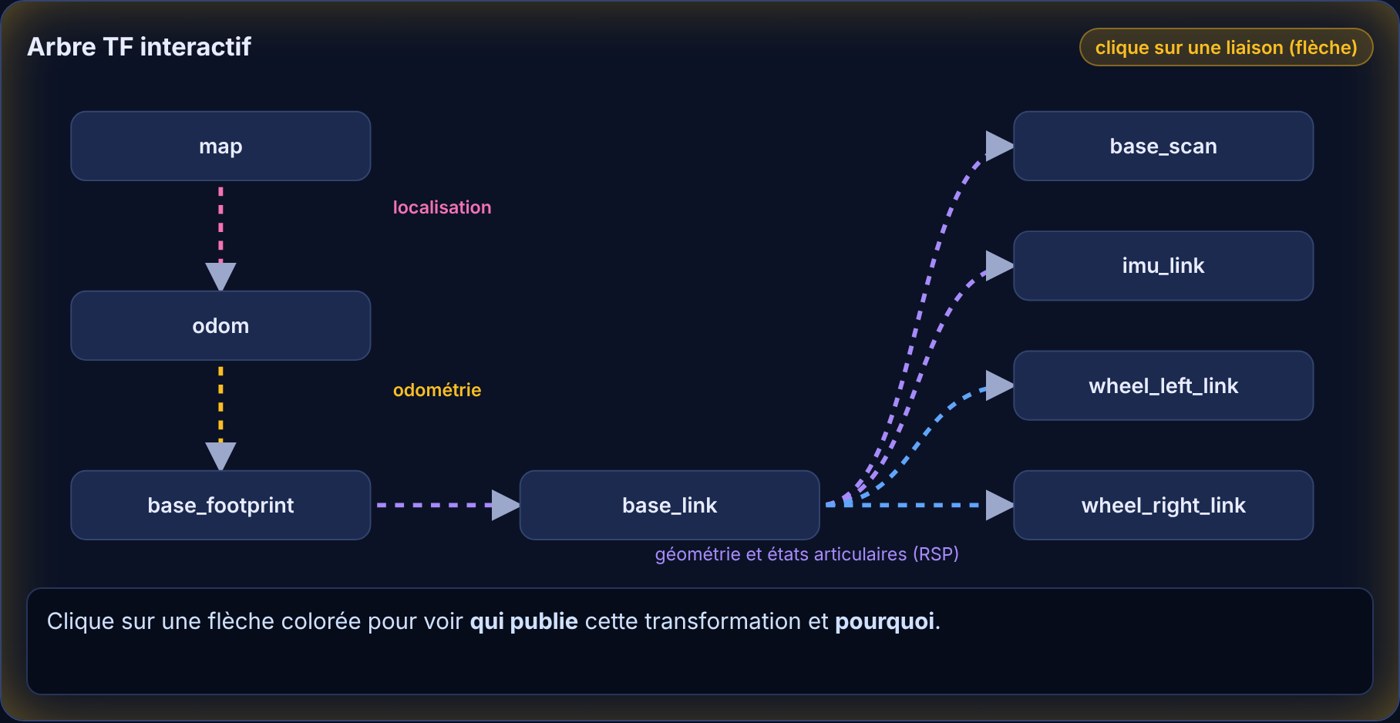 Arbre TF interactif
clique sur une liaison (flèche)
map
base_scan
localisation
imu_link
odom
wheel_left_link
odométrie
base_footprint
base_link
wheel_right_link
géométrie et états articulaires (RSP)
Clique sur une flèche colorée pour voir qui publie cette transformation et pourquoi.